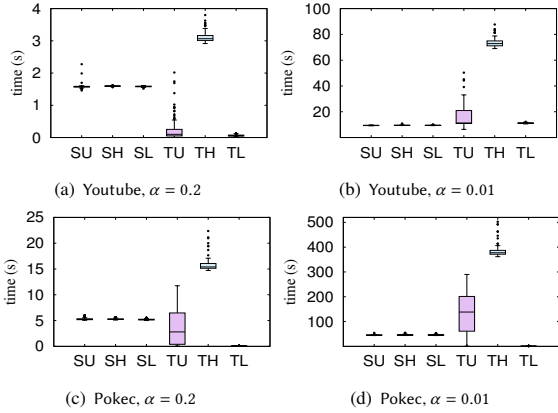 time (s)
4
3
2
1
0
SU SH SL TU TH TL
(a) Youtube, α = 0.2
time (s)
100
80
60
40
20
SU SH SL TU TH TL
(b) Youtube, α = 0.01
time (s)
25
20
15
10
5
0
SU SH SL TU TH TL
(c) Pokec, α = 0.2
time (s)
500
400
300
200
100
SU SH SL TU TH TL
(d) Pokec, α = 0.01